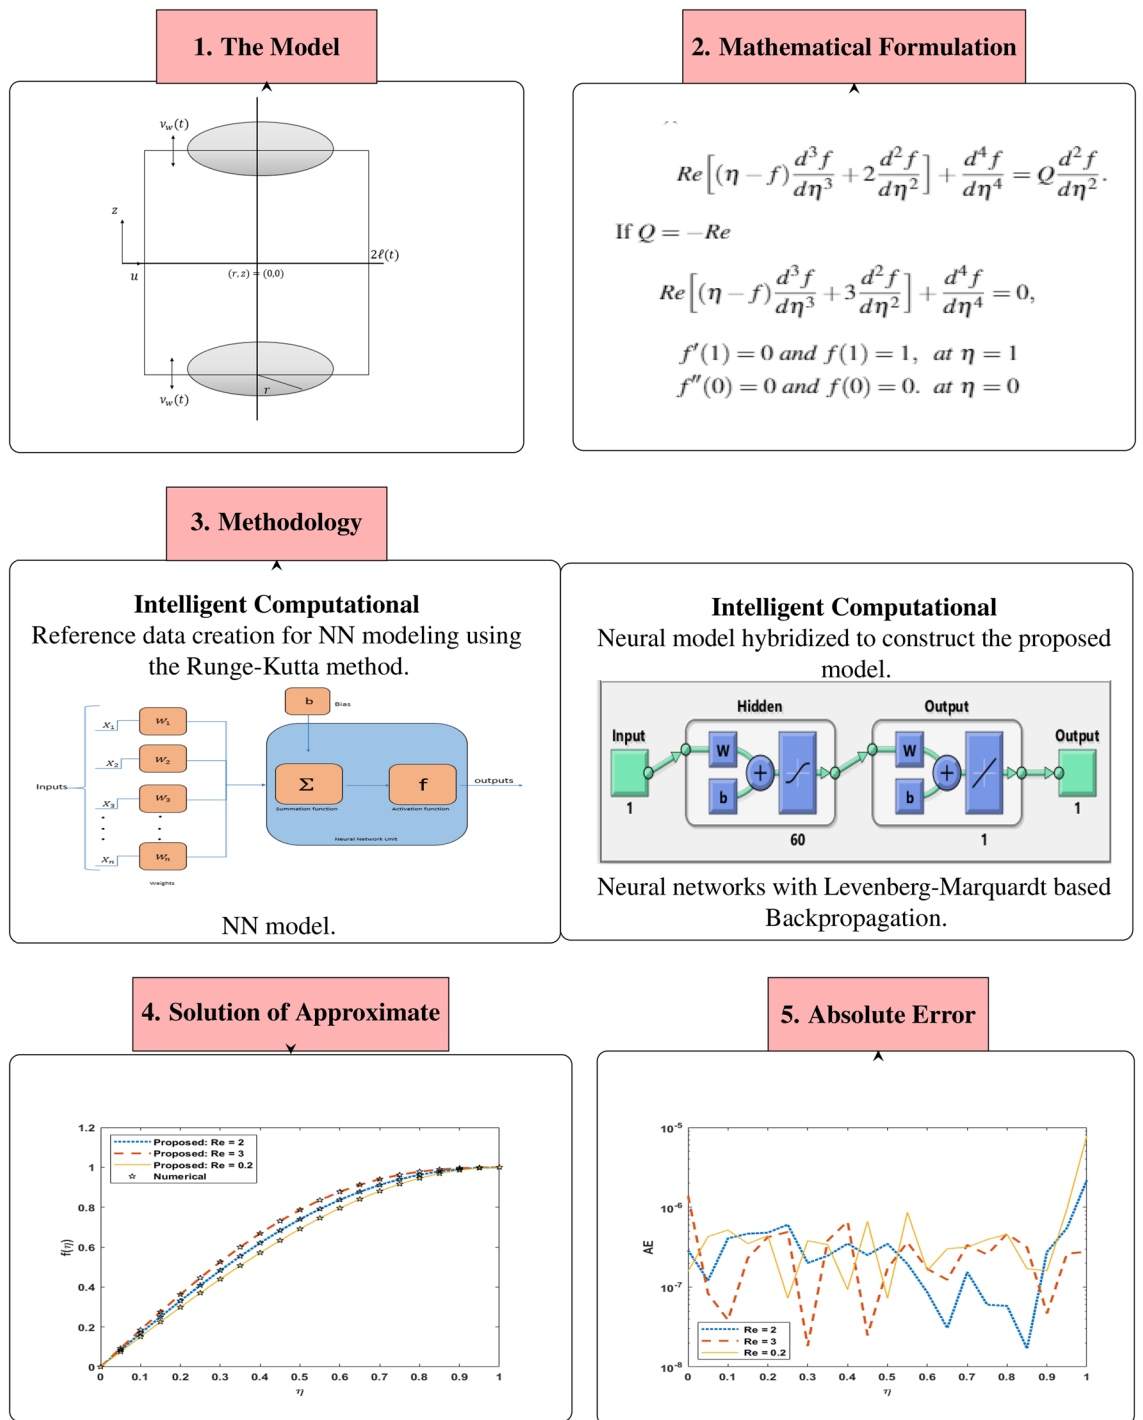 1. The Model
v_w(t)
z
2ℓ(t)
u
(r, z) = (0,0)
r
v_w(t)
2. Mathematical Formulation
Re[(η − f) d³f/dη³ + 2 d²f/dη²] + d⁴f/dη⁴ = Q d²f/dη².
If Q = −Re
Re[(η − f) d³f/dη³ + 3 d²f/dη²] + d⁴f/dη⁴ = 0,
f′(1) = 0 and f(1) = 1, at η = 1
f″(0) = 0 and f(0) = 0. at η = 0
3. Methodology
Intelligent Computational
Reference data creation for NN modeling using
the Runge-Kutta method.
b
Bias
X₁
W₁
X₂
W₂
Inputs
X₃
W₃
Xₙ
Wₙ
Weights
Σ
Summation function
f
Activation function
outputs
Neural Network Unit
NN model.
Intelligent Computational
Neural model hybridized to construct the proposed
model.
Hidden
Output
Input
Output
W
b
+
W
b
+
1
60
1
1
Neural networks with Levenberg-Marquardt based
Backpropagation.
4. Solution of Approximate
1.2
1
0.8
0.6
0.4
0.2
0
f(η)
Proposed: Re = 2
Proposed: Re = 3
Proposed: Re = 0.2
Numerical
0 0.1 0.2 0.3 0.4 0.5 0.6 0.7 0.8 0.9 1
η
5. Absolute Error
10⁻⁵
10⁻⁶
10⁻⁷
10⁻⁸
AE
Re = 2
Re = 3
Re = 0.2
0 0.1 0.2 0.3 0.4 0.5 0.6 0.7 0.8 0.9 1
η